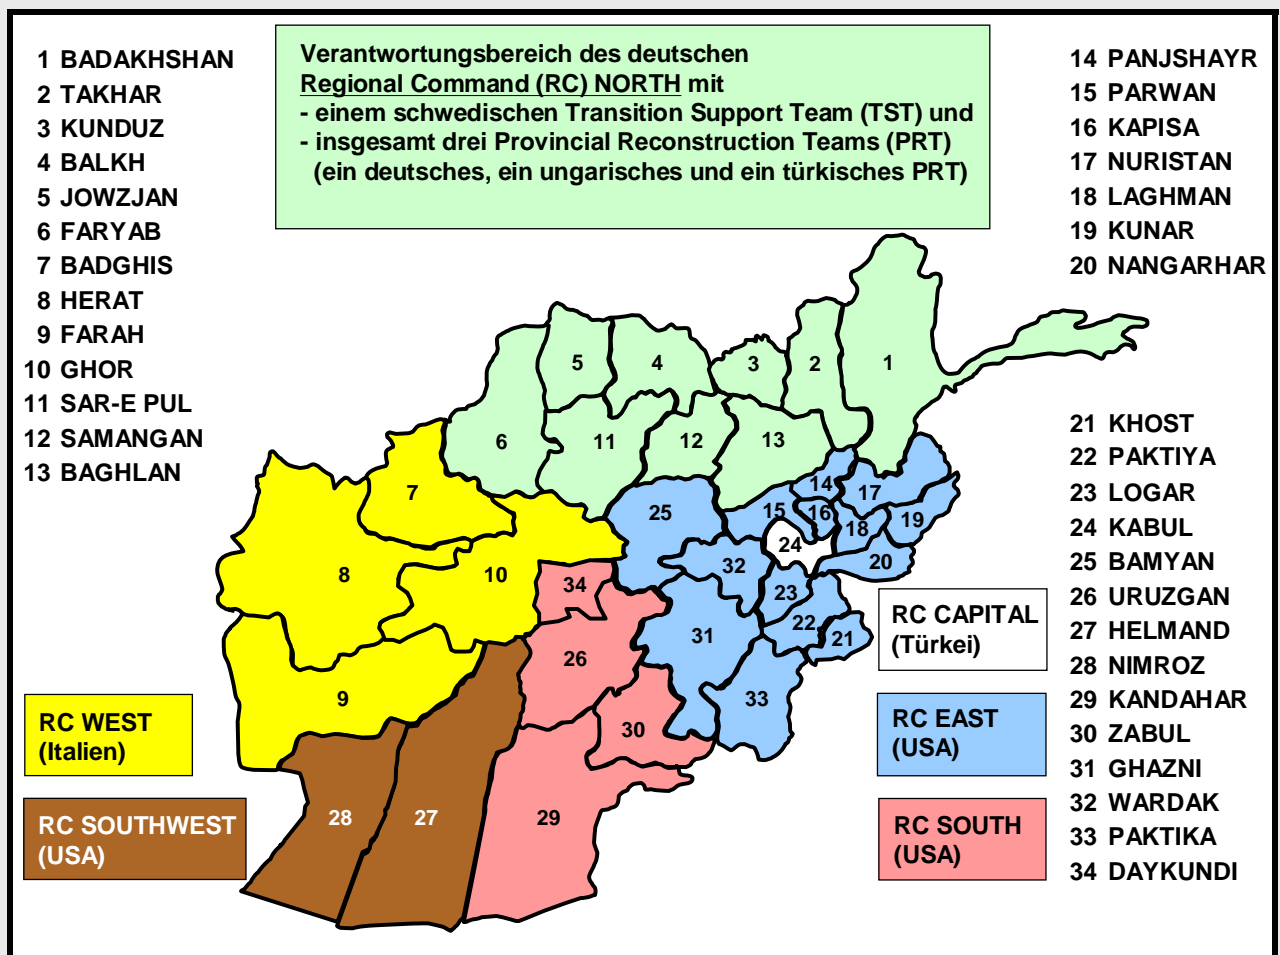 1 BADAKHSHAN
2 TAKHAR
3 KUNDUZ
4 BALKH
5 JOWZJAN
6 FARYAB
7 BADGHIS
8 HERAT
9 FARAH
10 GHOR
11 SAR-E PUL
12 SAMANGAN
13 BAGHLAN
Verantwortungsbereich des deutschen
Regional Command (RC) NORTH mit
- einem schwedischen Transition Support Team (TST) und
- insgesamt drei Provincial Reconstruction Teams (PRT)
(ein deutsches, ein ungarisches und ein türkisches PRT)
14 PANJSHAYR
15 PARWAN
16 KAPISA
17 NURISTAN
18 LAGHMAN
19 KUNAR
20 NANGARHAR
21 KHOST
22 PAKTIYA
23 LOGAR
24 KABUL
25 BAMYAN
26 URUZGAN
27 HELMAND
28 NIMROZ
29 KANDAHAR
30 ZABUL
31 GHAZNI
32 WARDAK
33 PAKTIKA
34 DAYKUNDI
5
4
3
2
1
6
11
12
13
7
14
17
25
15
16
18
19
24
20
8
10
34
32
23
22
21
31
26
9
33
30
28
27
29
RC WEST
(Italien)
RC SOUTHWEST
(USA)
RC CAPITAL
(Türkei)
RC EAST
(USA)
RC SOUTH
(USA)